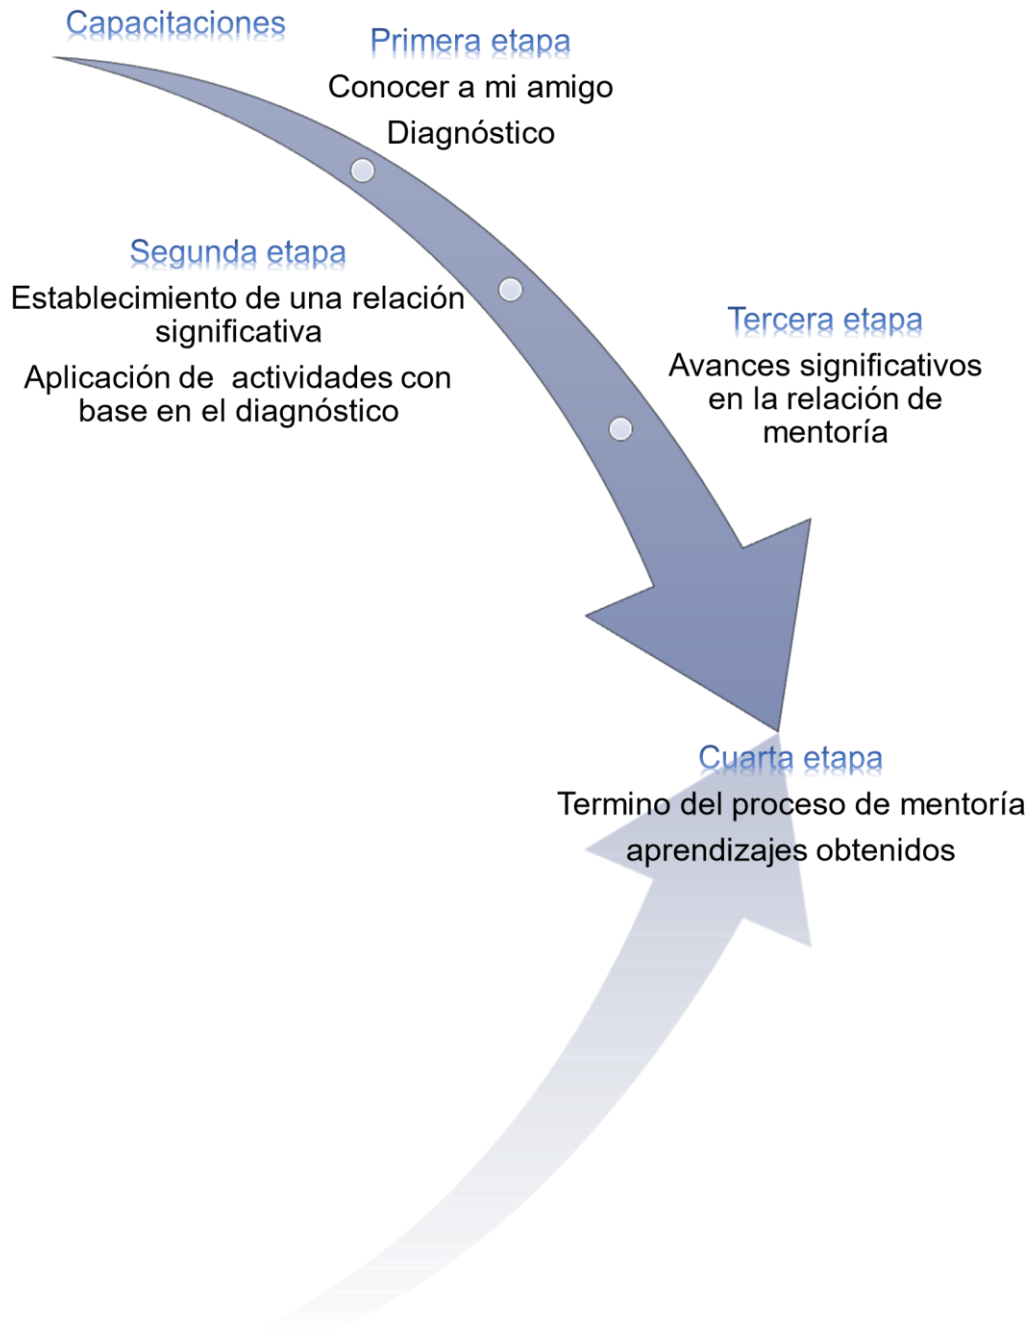 Capacitaciones
Primera etapa
Conocer a mi amigo
Diagnóstico
Segunda etapa
Establecimiento de una relación
significativa
Aplicación de  actividades con
base en el diagnóstico
Tercera etapa
Avances significativos
en la relación de
mentoría
Cuarta etapa
Termino del proceso de mentoría
aprendizajes obtenidos